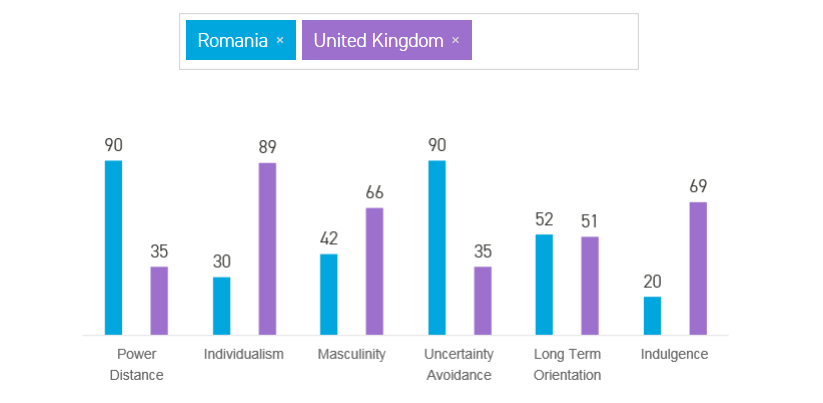 Romania × United Kingdom ×
90 35 30 89 42 66 90 35 52 51 20 69
Power Distance
Individualism
Masculinity
Uncertainty Avoidance
Long Term Orientation
Indulgence